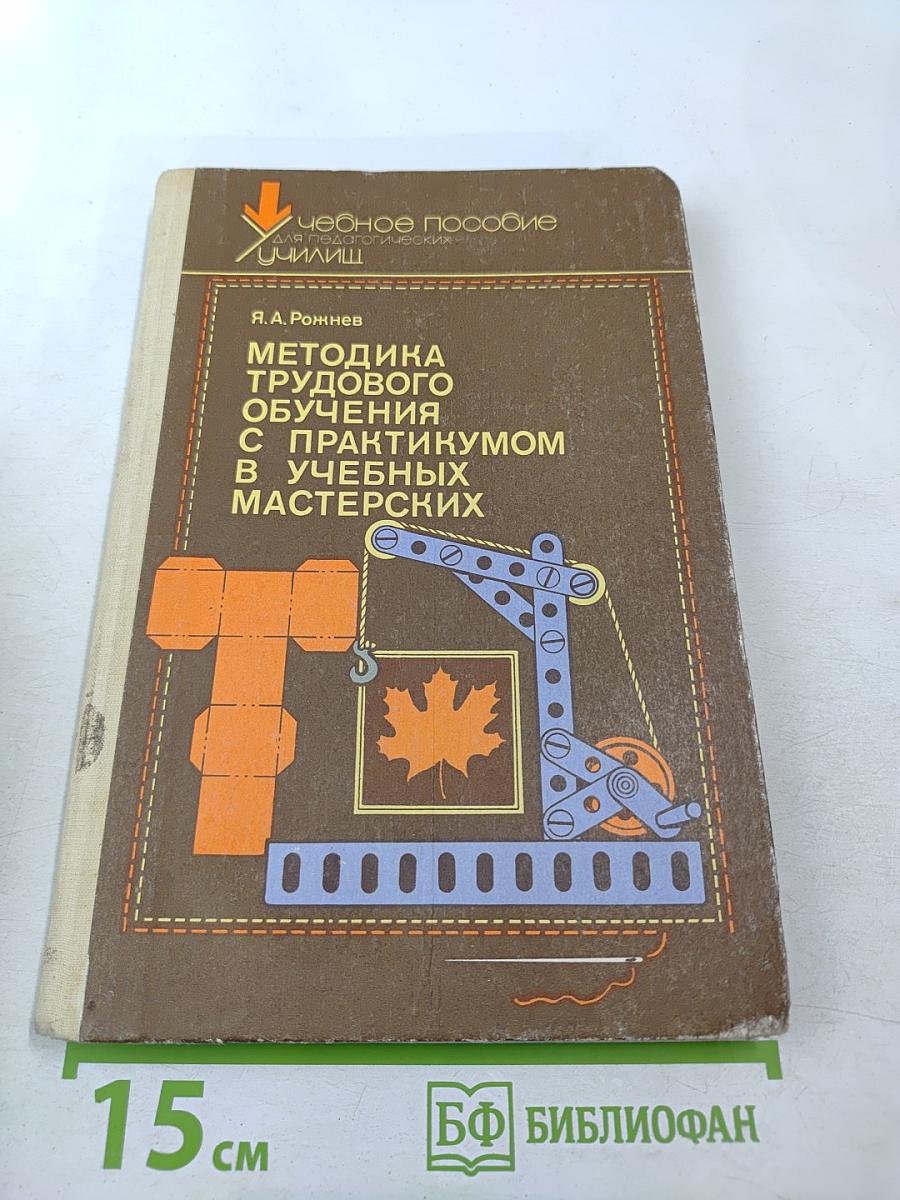 Учебное пособие
для педагогических
училищ
Я.А.Рожнев
МЕТОДИКА
ТРУДОВОГО
ОБУЧЕНИЯ
С ПРАКТИКУМОМ
В УЧЕБНЫХ
МАСТЕРСКИХ
15 см
БФ БИБЛИОФАН